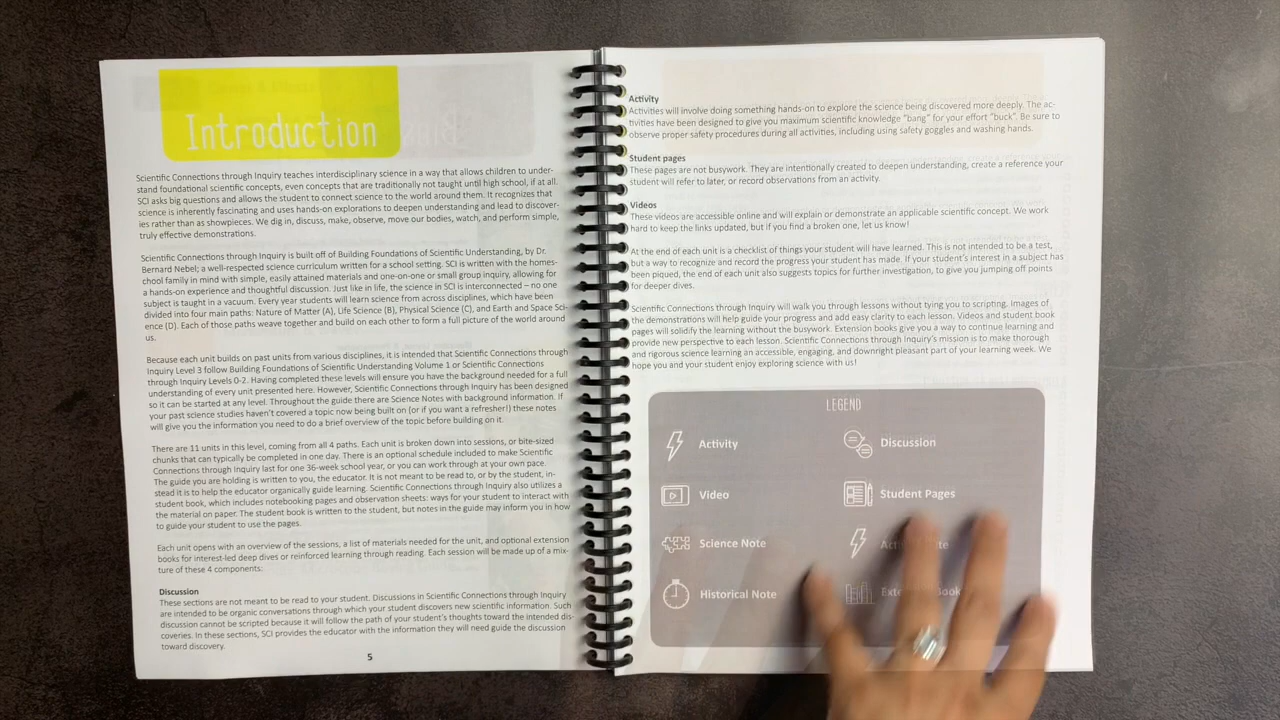 Introduction
Scientific Connections through Inquiry teaches interdisciplinary science in a way that allows children to under-
stand foundational scientific concepts, even concepts that are traditionally not taught until high school, if at all.
SCI asks big questions and allows the student to connect science to the world around them. It recognizes that
science is inherently fascinating and uses hands-on explorations to deepen understanding and lead to discover-
ies rather than as showpieces. We dig in, discuss, make, observe, move our bodies, watch, and perform simple,
truly effective demonstrations.
Scientific Connections through Inquiry is built off of Building Foundations of Scientific Understanding, by Dr.
Bernard Nebel; a well-respected science curriculum written for a school setting. SCI is written with the homes-
chool family in mind with simple, easily attained materials and one-on-one or small group inquiry, allowing for
a hands-on experience and thoughtful discussion. Just like in life, the science in SCI is interconnected – no one
subject is taught in a vacuum. Every year students will learn science from across disciplines, which have been
divided into four main paths: Nature of Matter (A), Life Science (B), Physical Science (C), and Earth and Space Sci-
ence (D). Each of those paths weave together and build on each other to form a full picture of the world around
us.
Because each unit builds on past units from various disciplines, it is intended that Scientific Connections through
Inquiry Level 3 follow Building Foundations of Scientific Understanding Volume 1 or Scientific Connections
through Inquiry Levels 0-2. Having completed these levels will ensure you have the background needed for a full
understanding of every unit presented here. However, Scientific Connections through Inquiry has been designed
so it can be started at any level. Throughout the guide there are Science Notes with background information. If
your past science studies haven't covered a topic now being built on (or if you want a refresher!) these notes
will give you the information you need to do a brief overview of the topic before building on it.
There are 11 units in this level, coming from all 4 paths. Each unit is broken down into sessions, or bite-sized
chunks that can typically be completed in one day. There is an optional schedule included to make Scientific
Connections through Inquiry last for one 36-week school year, or you can work through at your own pace.
The guide you are holding is written to you, the educator. It is not meant to be read to, or by the student, in-
stead it is to help the educator organically guide learning. Scientific Connections through Inquiry also utilizes a
student book, which includes notebooking pages and observation sheets: ways for your student to interact with
the material on paper. The student book is written to the student, but notes in the guide may inform you in how
to guide your student to use the pages.
Each unit opens with an overview of the sessions, a list of materials needed for the unit, and optional extension
books for interest-led deep dives or reinforced learning through reading. Each session will be made up of a mix-
ture of these 4 components:
Discussion
These sections are not meant to be read to your student. Discussions in Scientific Connections through Inquiry
are intended to be organic conversations through which your student discovers new scientific information. Such
discussion cannot be scripted because it will follow the path of your student's thoughts toward the intended dis-
coveries. In these sections, SCI provides the educator with the information they will need guide the discussion
toward discovery.
5
Activity
Activities will involve doing something hands-on to explore the science being discovered more deeply. The ac-
tivities have been designed to give you maximum scientific knowledge "bang" for your effort "buck". Be sure to
observe proper safety procedures during all activities, including using safety goggles and washing hands.
Student pages
These pages are not busywork. They are intentionally created to deepen understanding, create a reference your
student will refer to later, or record observations from an activity.
Videos
These videos are accessible online and will explain or demonstrate an applicable scientific concept. We work
hard to keep the links updated, but if you find a broken one, let us know!
At the end of each unit is a checklist of things your student will have learned. This is not intended to be a test,
but a way to recognize and record the progress your student has made. If your student's interest in a subject has
been piqued, the end of each unit also suggests topics for further investigation, to give you jumping off points
for deeper dives.
Scientific Connections through Inquiry will walk you through lessons without tying you to scripting. Images of
the demonstrations will help guide your progress and add easy clarity to each lesson. Videos and student book
pages will solidify the learning without the busywork. Extension books give you a way to continue learning and
provide new perspective to each lesson. Scientific Connections through Inquiry's mission is to make thorough
and rigorous science learning an accessible, engaging, and downright pleasant part of your learning week. We
hope you and your student enjoy exploring science with us!
LEGEND
Activity
Discussion
Video
Student Pages
Science Note
Historical Note